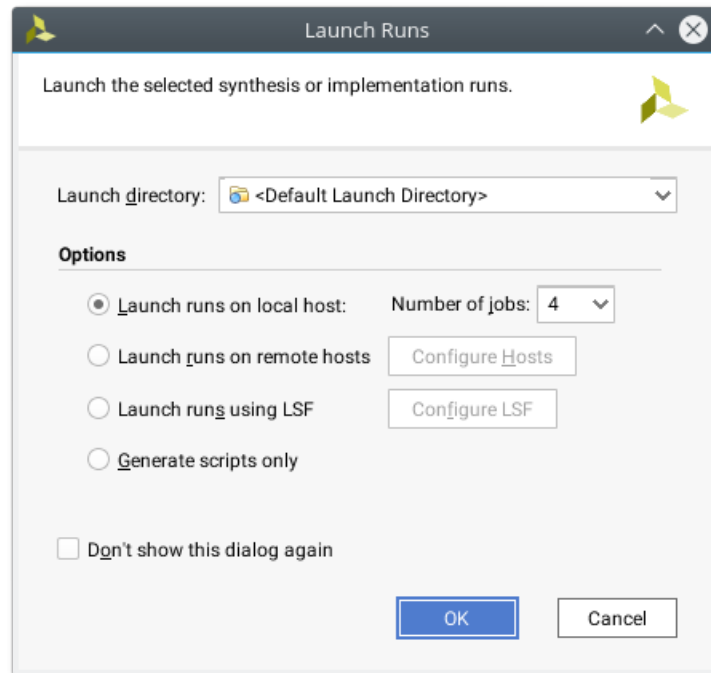 Launch Runs
Launch the selected synthesis or implementation runs.
Launch directory: <Default Launch Directory>
Options
Launch runs on local host: Number of jobs: 4
Launch runs on remote hosts Configure Hosts
Launch runs using LSF Configure LSF
Generate scripts only
Don't show this dialog again
OK Cancel